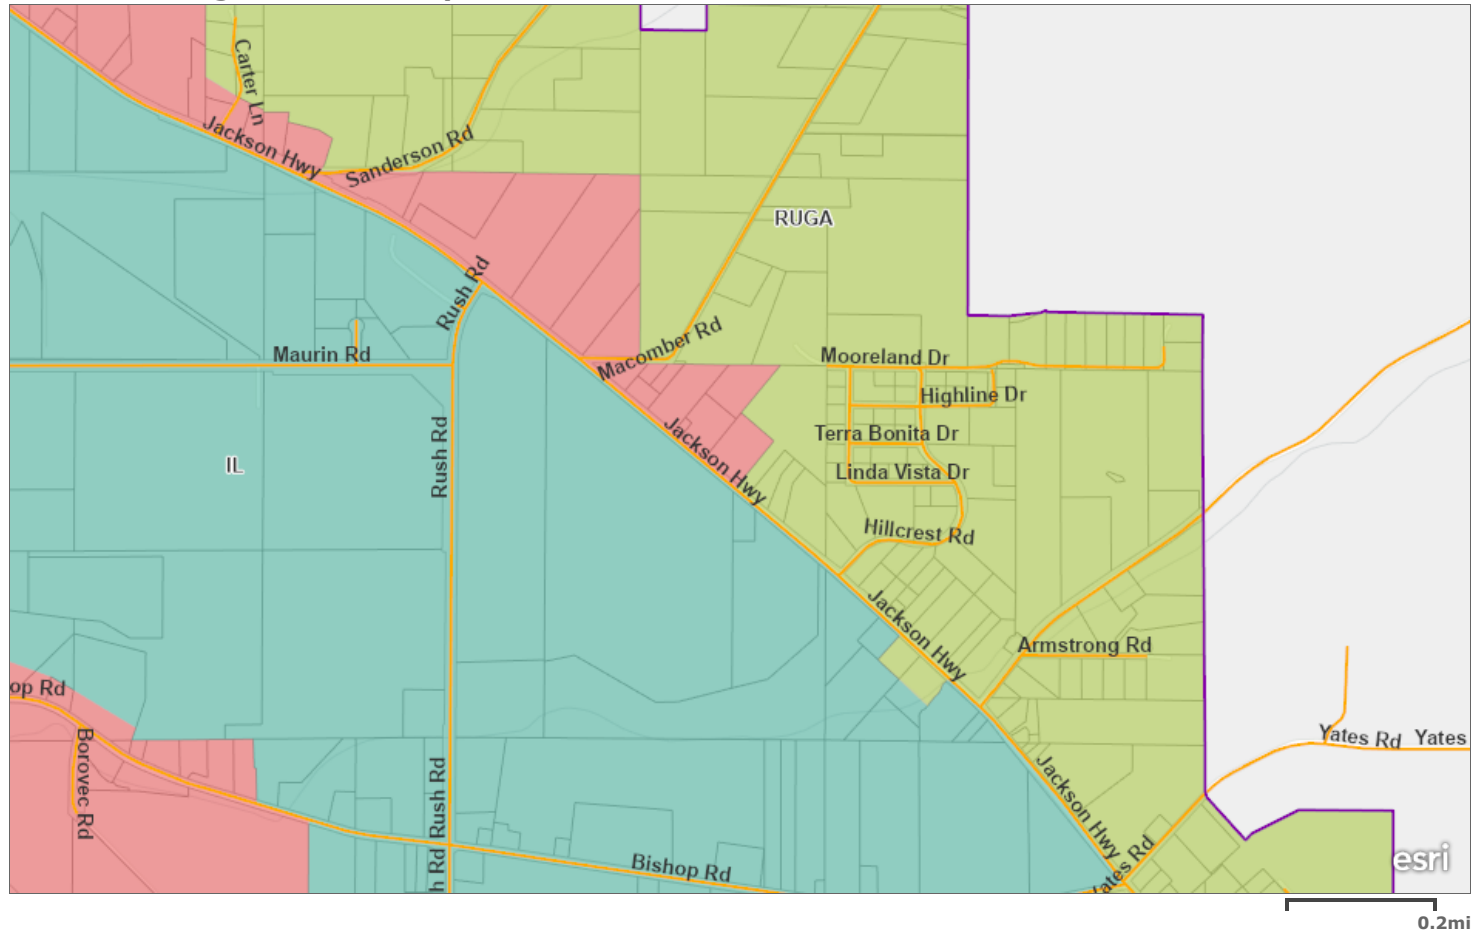 Carter Ln
Jackson Hwy
Sanderson Rd
RUGA
Rush Rd
Maurin Rd
Macomber Rd
Mooreland Dr
Highline Dr
Rush Rd
Jackson Hwy
Terra Bonita Dr
IL
Linda Vista Dr
Hillcrest Rd
Jackson Hwy
Armstrong Rd
op Rd
Borovec Rd
Yates Rd
Yates
Rush Rd
Jackson Hwy
h Rd
Bishop Rd
ates Rd
esri
0.2mi